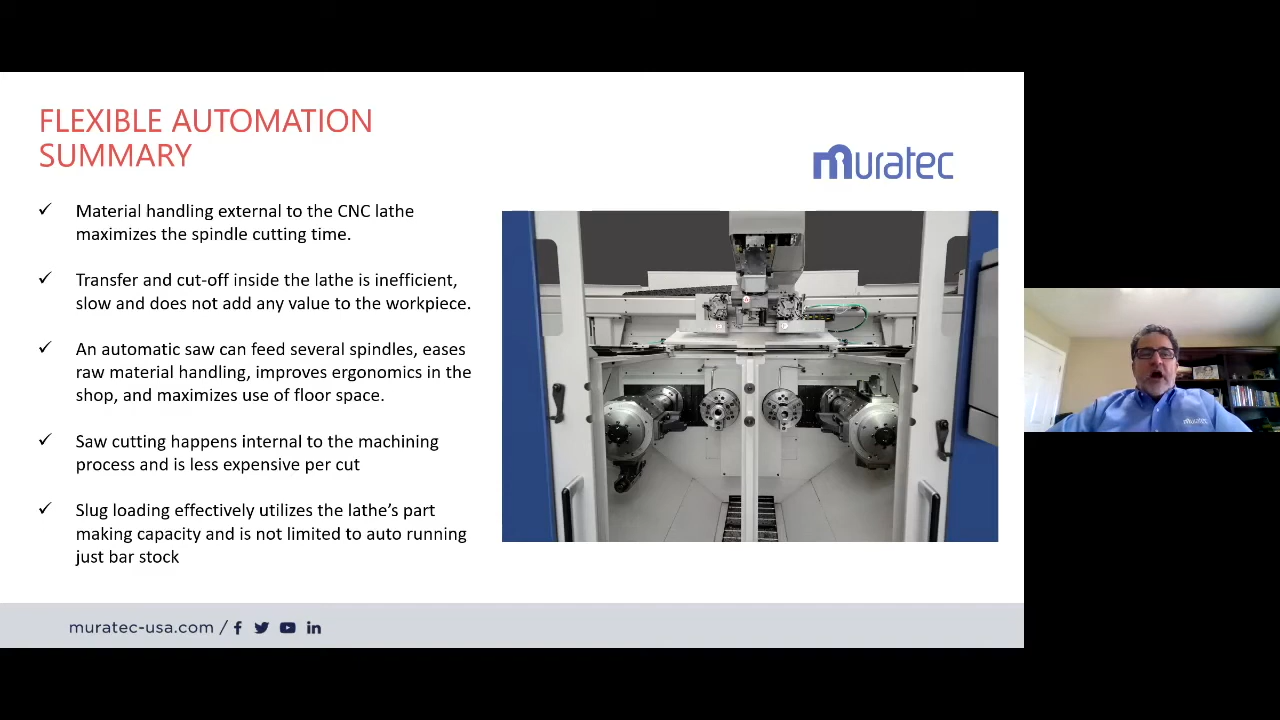 FLEXIBLE AUTOMATION
SUMMARY
muratec
✓ Material handling external to the CNC lathe
maximizes the spindle cutting time.
✓ Transfer and cut-off inside the lathe is inefficient,
slow and does not add any value to the workpiece.
✓ An automatic saw can feed several spindles, eases
raw material handling, improves ergonomics in the
shop, and maximizes use of floor space.
✓ Saw cutting happens internal to the machining
process and is less expensive per cut
✓ Slug loading effectively utilizes the lathe’s part
making capacity and is not limited to auto running
just bar stock
muratec-usa.com /
muratec